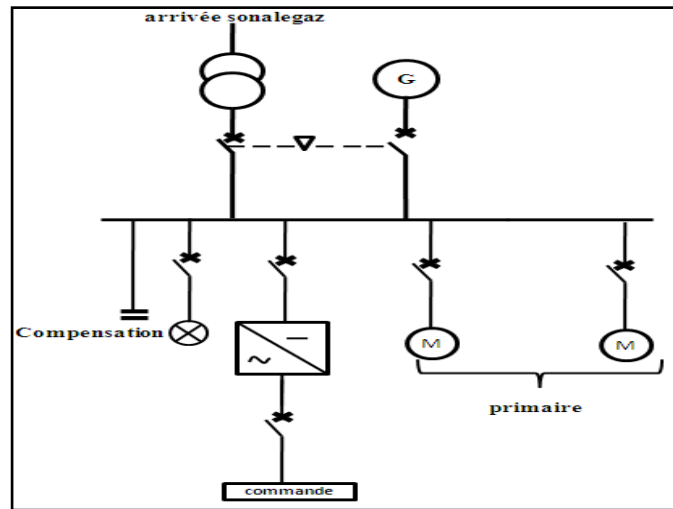 arrivée sonalegaz
G
Compensation
M
M
primaire
commande